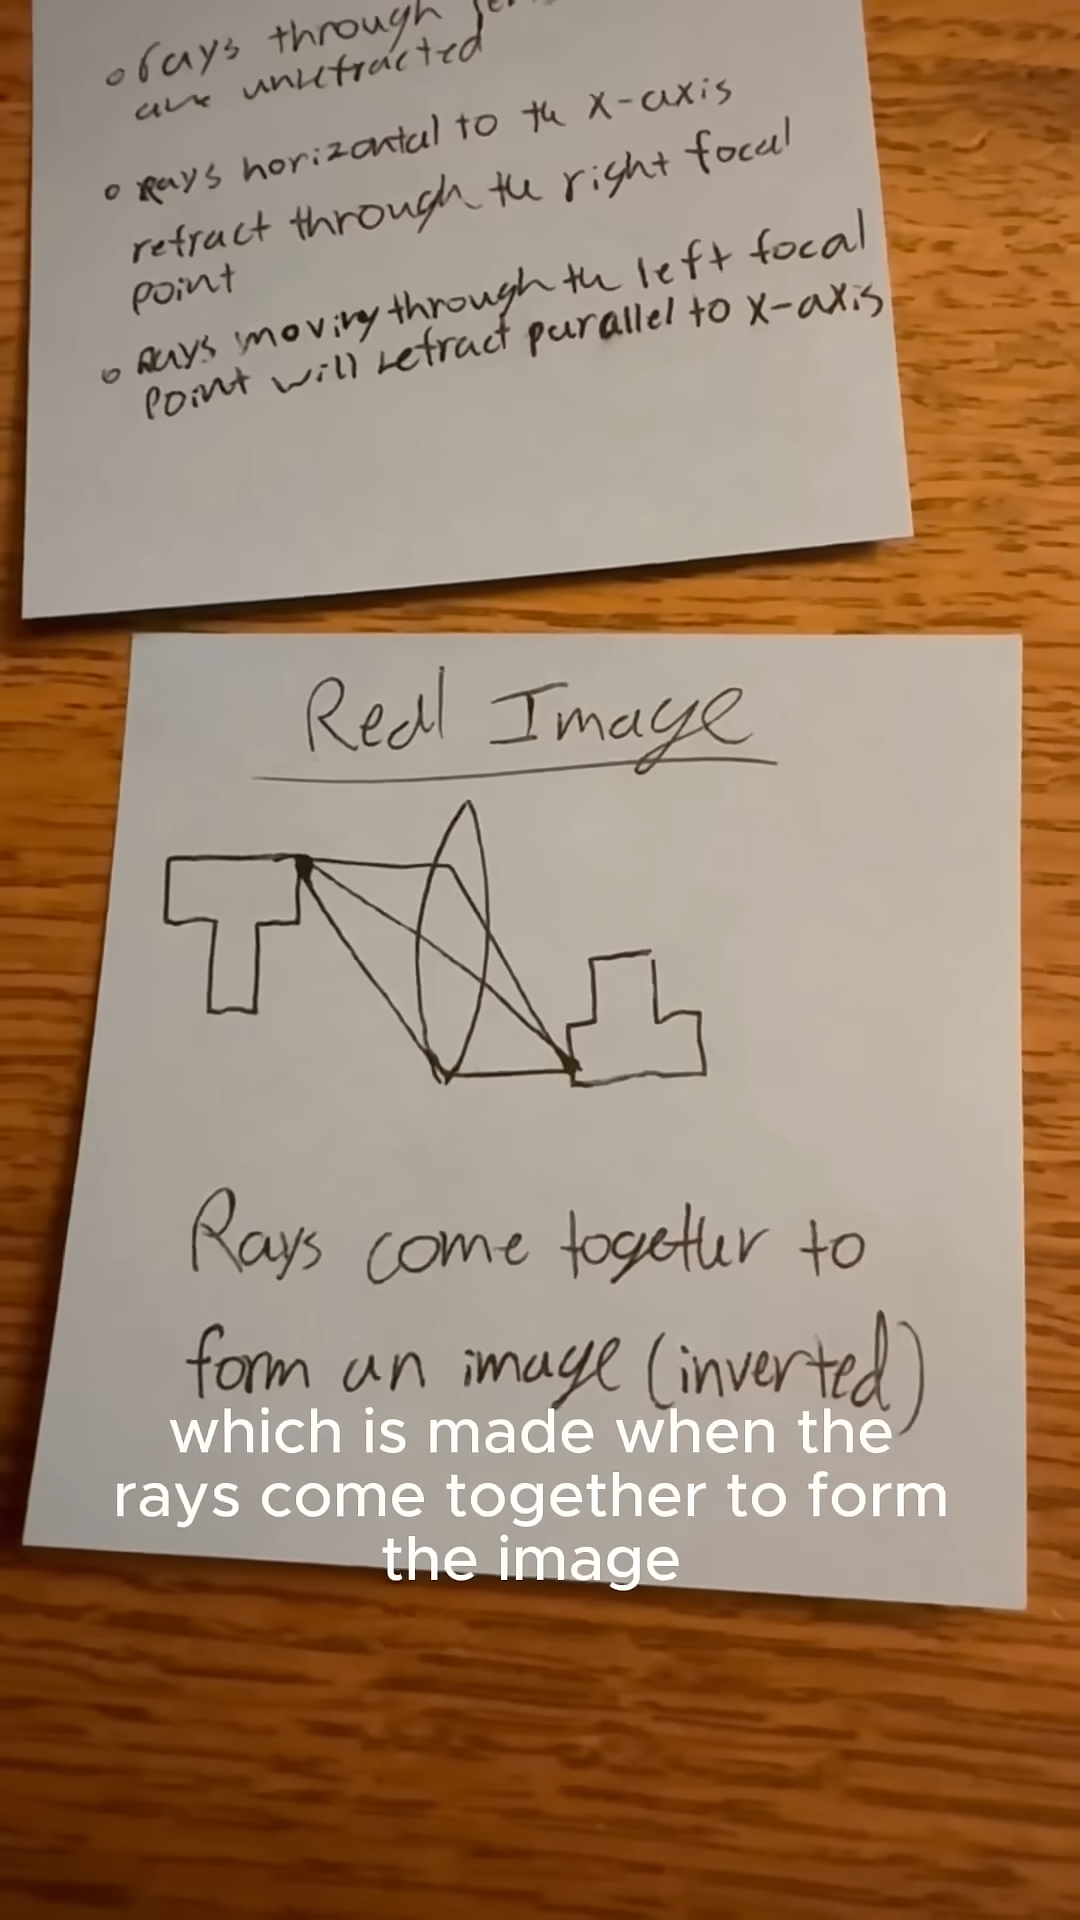 • rays through
are unrefracted
• Rays horizontal to the x-axis
refract through the right focal
point
• Rays moving through the left focal
point will refract parallel to x-axis
Real Image
Rays come together to
form an image (inverted)
which is made when the
rays come together to form
the image